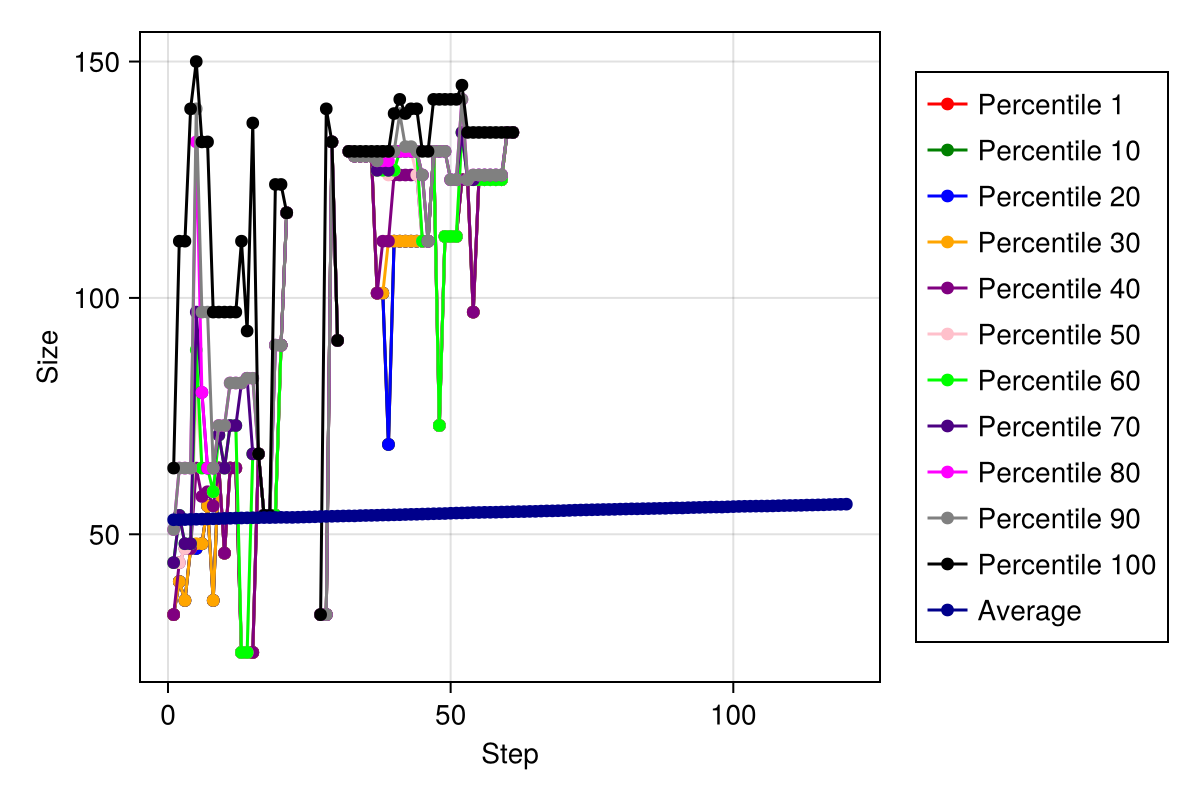 150
100
50
Size
0
50
100
Step
Percentile 1
Percentile 10
Percentile 20
Percentile 30
Percentile 40
Percentile 50
Percentile 60
Percentile 70
Percentile 80
Percentile 90
Percentile 100
Average